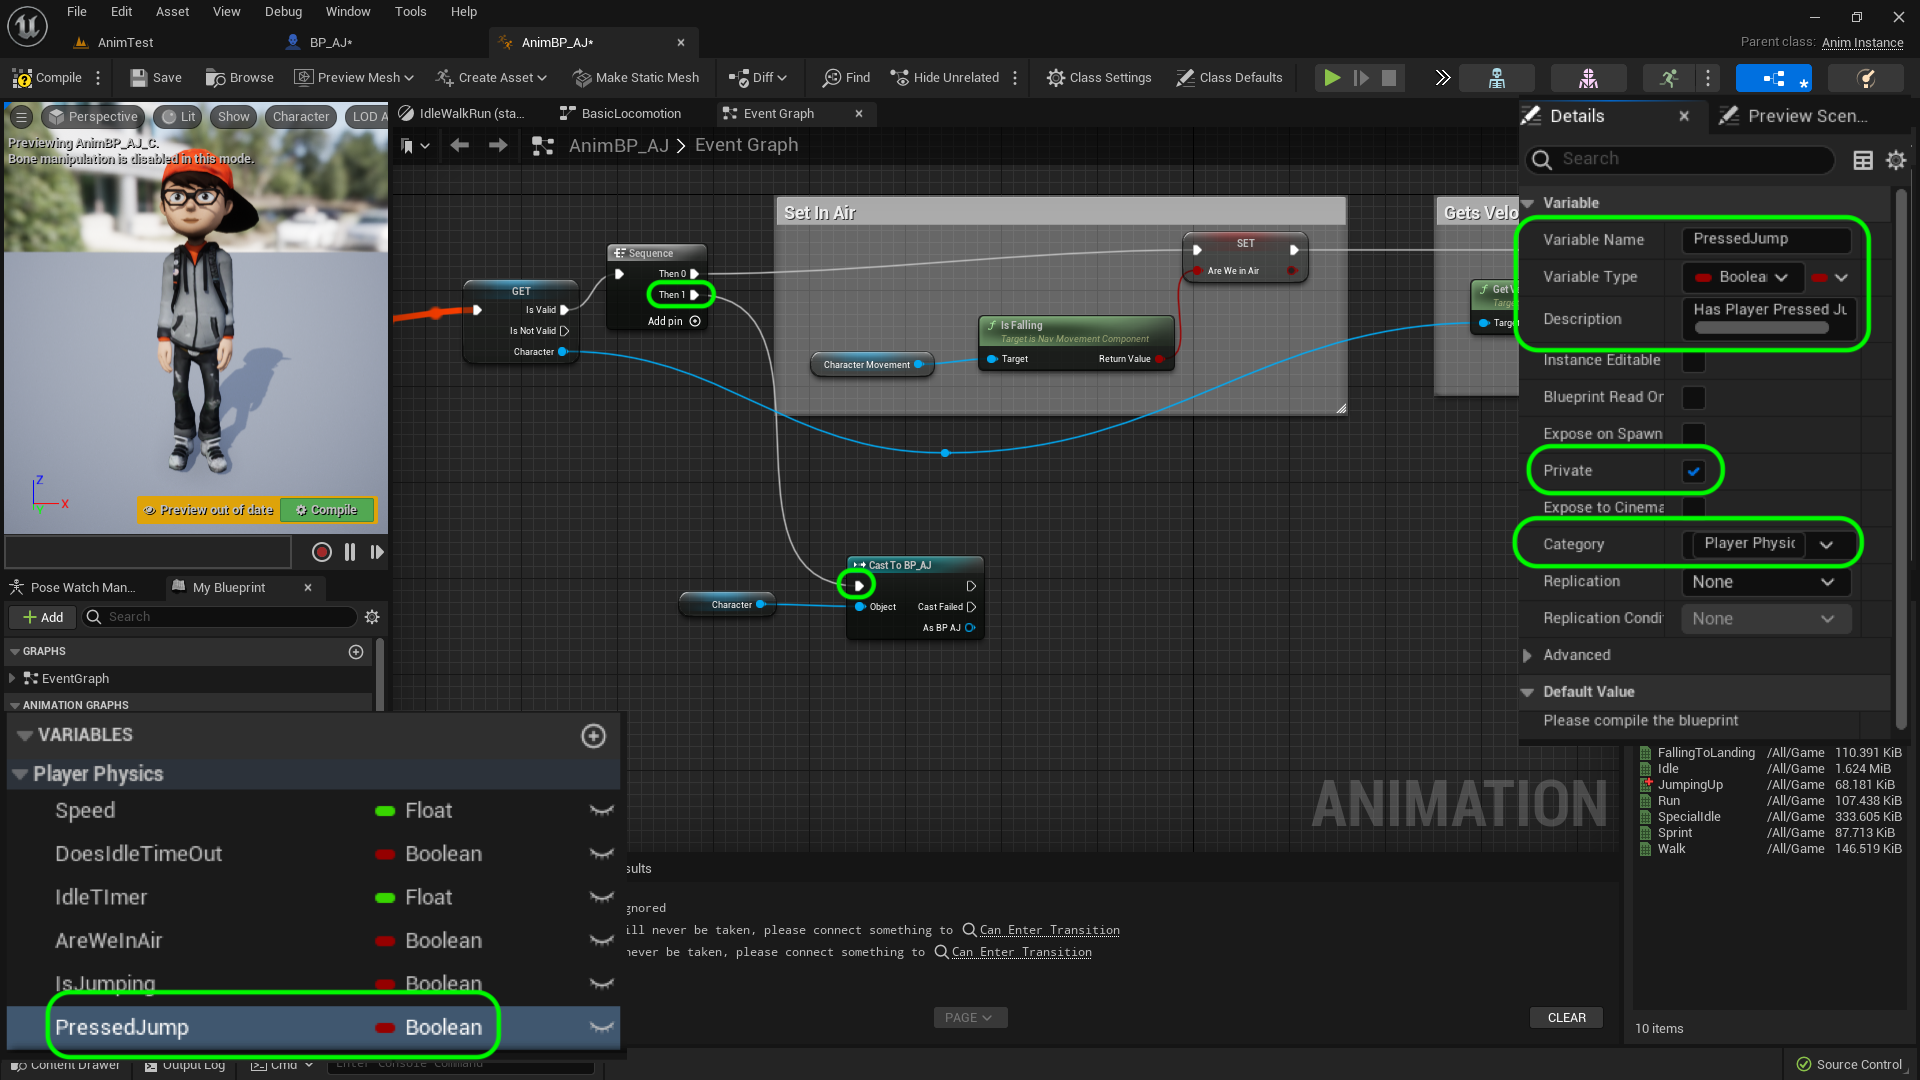 File Edit Asset View Debug Window Tools Help
AnimTest BP_AJ* AnimBP_AJ*
Parent class: Anim Instance
Compile Save Browse Preview Mesh Create Asset Make Static Mesh Diff Find Hide Unrelated Class Settings Class Defaults
Perspective Lit Show Character LOD A
Previewing AnimBP_AJ_C.
Bone manipulation is disabled in this mode.
Z
X
Y
Preview out of date Compile
IdleWalkRun (sta... BasicLocomotion Event Graph
AnimBP_AJ > Event Graph
GET
Is Valid
Is Not Valid
Character
Sequence
Then 0
Then 1
Add pin
Set In Air
SET
Are We in Air
Is Falling
Target is Nav Movement Component
Target Return Value
Character Movement
Gets Velo
Get V
Targe
Targe
Character
Cast To BP_AJ
Object Cast Failed
As BP AJ
ANIMATION
Details Preview Scen...
Search
Variable
Variable Name PressedJump
Variable Type Boolea
Description Has Player Pressed Ju
Instance Editable
Blueprint Read Or
Expose on Spawn
Private
Expose to Cinema
Category Player Physic
Replication None
Replication Condi None
Advanced
Default Value
Please compile the blueprint
Pose Watch Man... My Blueprint
Add Search
GRAPHS
EventGraph
ANIMATION GRAPHS
VARIABLES
Player Physics
Speed Float
DoesIdleTimeOut Boolean
IdleTImer Float
AreWeInAir Boolean
IsJumping Boolean
PressedJump Boolean
sults
gnored
ill never be taken, please connect something to Can Enter Transition
never be taken, please connect something to Can Enter Transition
PAGE CLEAR
FallingToLanding /All/Game 110.391 KiB
Idle /All/Game 1.624 MiB
JumpingUp /All/Game 68.181 KiB
Run /All/Game 107.438 KiB
SpecialIdle /All/Game 333.605 KiB
Sprint /All/Game 87.713 KiB
Walk /All/Game 146.519 KiB
10 items
Content Drawer Output Log Cmd Enter Console Command Source Control